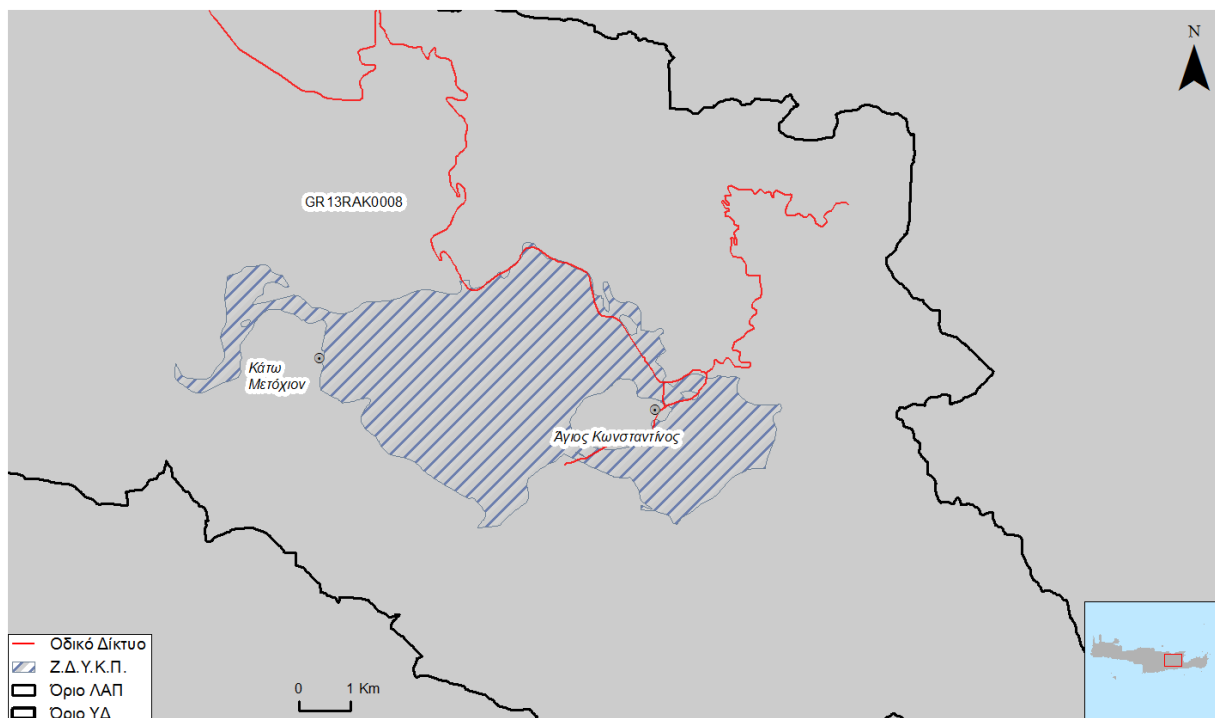 N
GR13RAK0008
Κάτω
Μετόχιον
Άγιος Κωνσταντίνος
Οδικό Δίκτυο
Ζ.Δ.Υ.Κ.Π.
Όριο ΛΑΠ
Όριο ΥΔ
0 1 Km